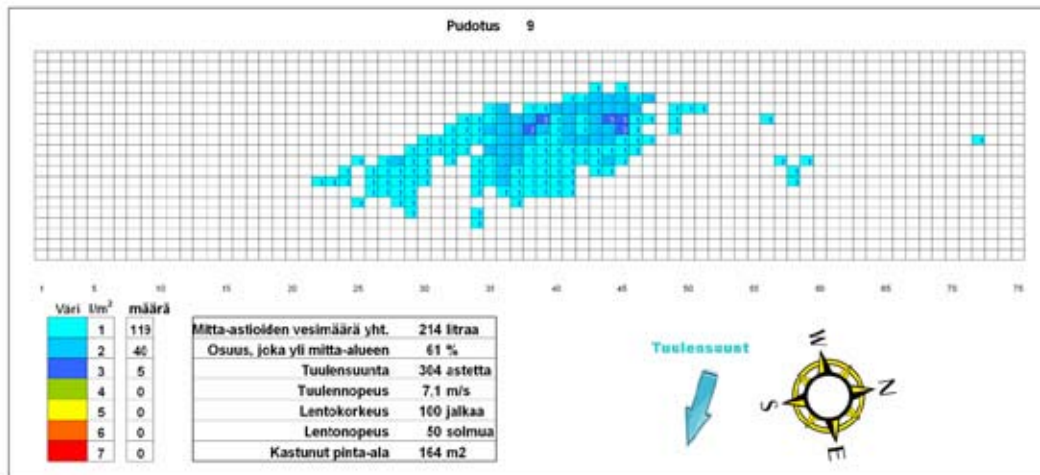 Pudotus 9
1 5 10 15 20 25 30 35 40 45 50 55 60 65 70 75
Väri l/m² määrä
1 119
2 40
3 5
4 0
5 0
6 0
7 0
Mitta-astioiden vesimäärä yht. 214 litraa
Osuus, joka yli mitta-alueen 61 %
Tuulensuunta 304 astetta
Tuulennopeus 7,1 m/s
Lentokorkeus 100 jalkaa
Lentonopeus 50 solmua
Kastunut pinta-ala 164 m2
Tuulensuunt
W
N
S
E